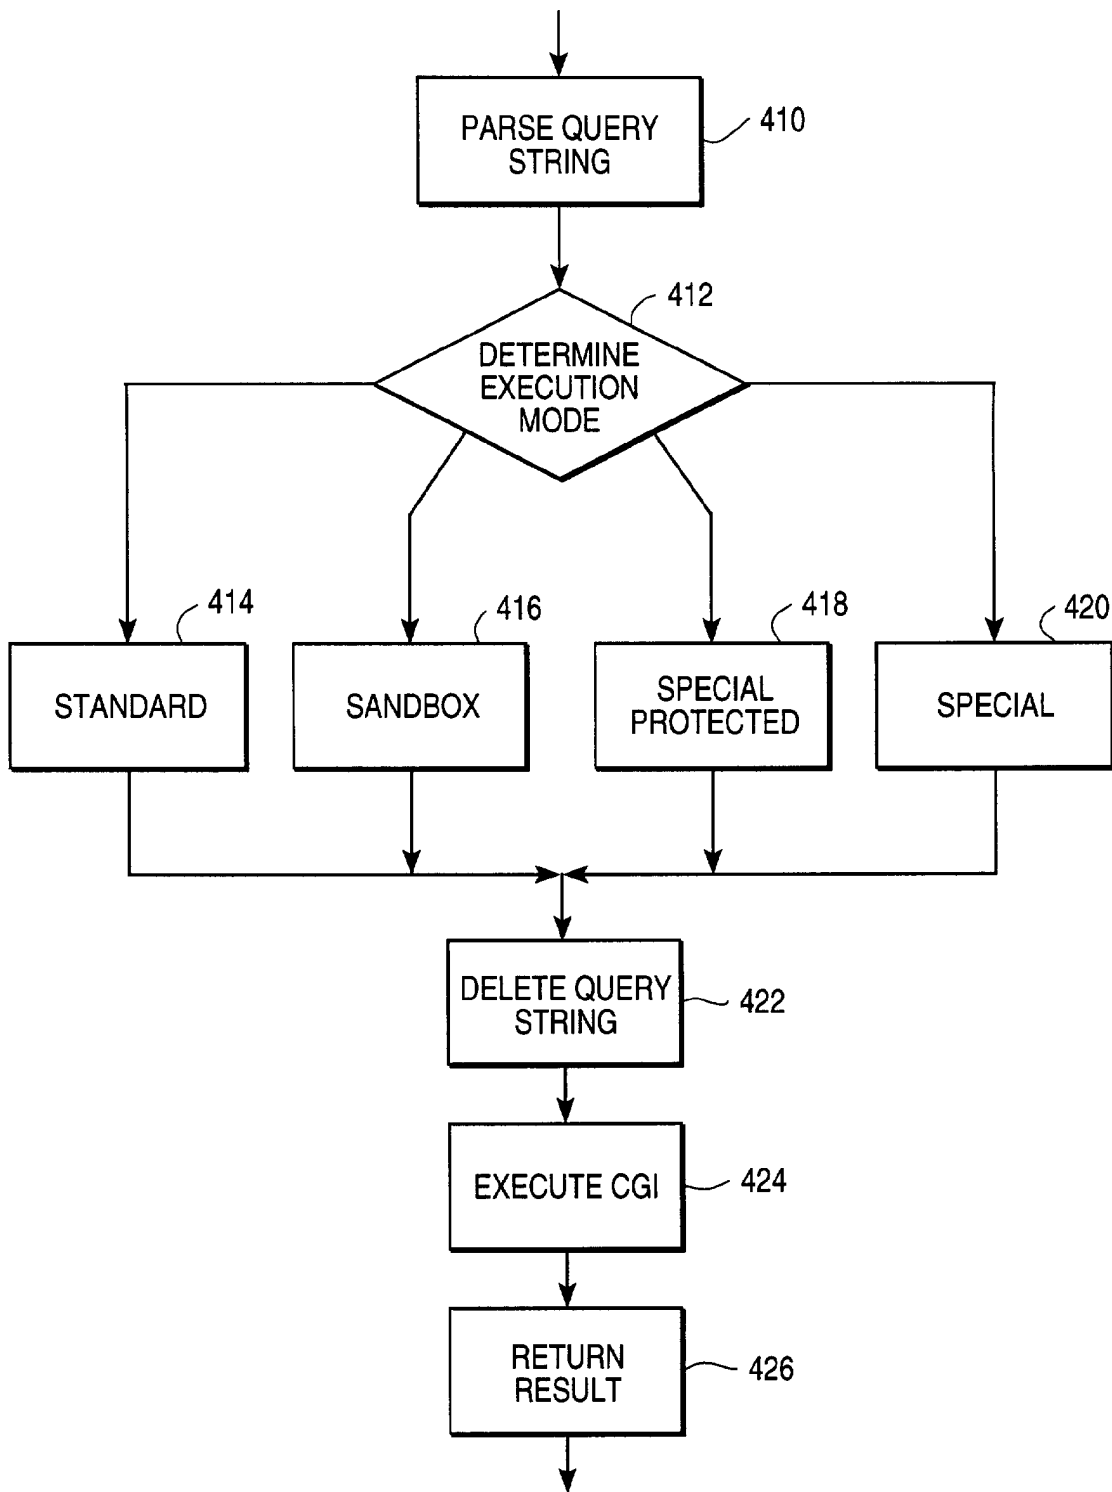 PARSE QUERY
STRING
410
412
DETERMINE
EXECUTION
MODE
414
416
418
420
STANDARD
SANDBOX
SPECIAL
PROTECTED
SPECIAL
DELETE QUERY
STRING
422
EXECUTE CGI
424
RETURN
RESULT
426